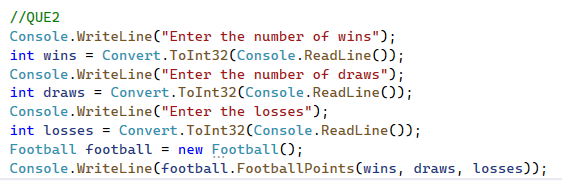 //QUE2
Console.WriteLine("Enter the number of wins");
int wins = Convert.ToInt32(Console.ReadLine());
Console.WriteLine("Enter the number of draws");
int draws = Convert.ToInt32(Console.ReadLine());
Console.WriteLine("Enter the losses");
int losses = Convert.ToInt32(Console.ReadLine());
Football football = new Football();
Console.WriteLine(football.FootballPoints(wins, draws, losses));